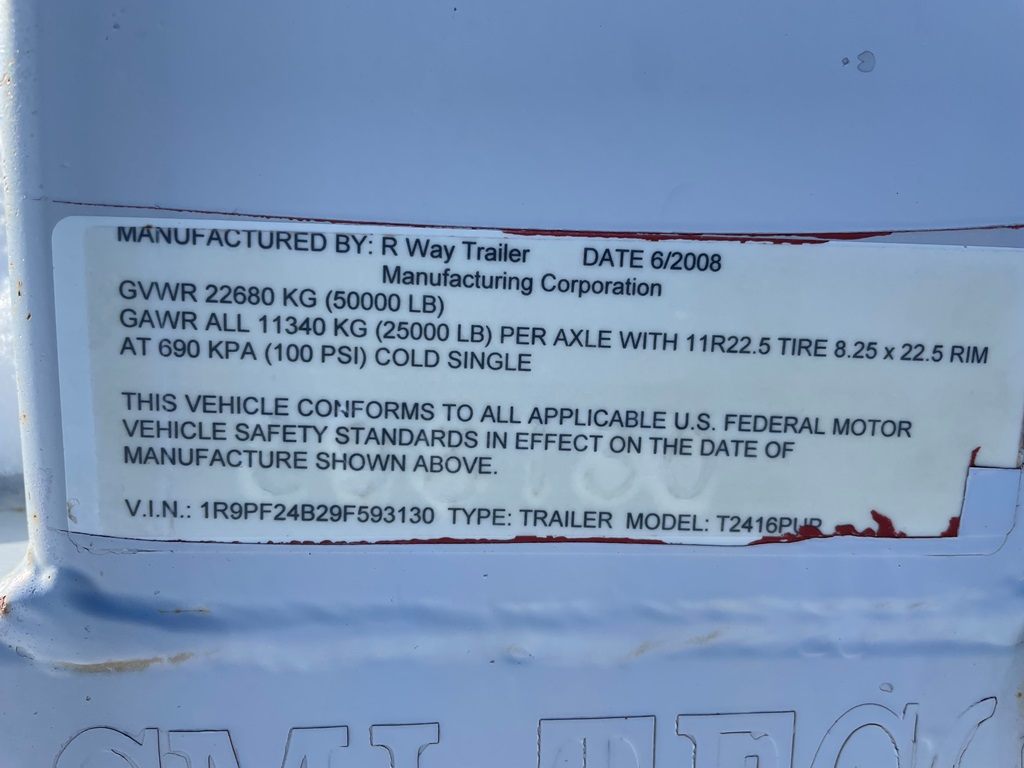 MANUFACTURED BY: R Way Trailer DATE 6/2008
Manufacturing Corporation
GVWR 22680 KG (50000 LB)
GAWR ALL 11340 KG (25000 LB) PER AXLE WITH 11R22.5 TIRE 8.25 x 22.5 RIM
AT 690 KPA (100 PSI) COLD SINGLE
THIS VEHICLE CONFORMS TO ALL APPLICABLE U.S. FEDERAL MOTOR
VEHICLE SAFETY STANDARDS IN EFFECT ON THE DATE OF
MANUFACTURE SHOWN ABOVE.
V.I.N.: 1R9PF24B29F593130 TYPE: TRAILER MODEL: T2416PUP